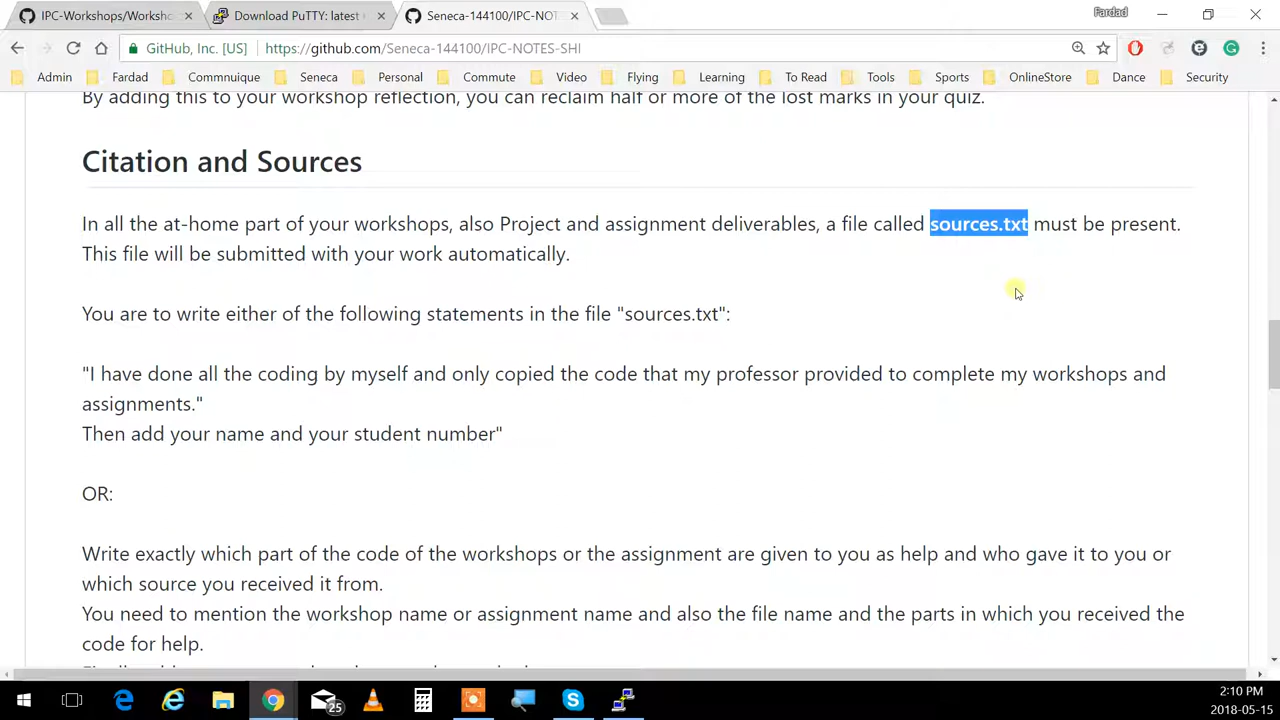 IPC-Workshops/Worksho
Download PuTTY: latest
Seneca-144100/IPC-NOT
Fardad
GitHub, Inc. [US]
https://github.com/Seneca-144100/IPC-NOTES-SHI
Admin
Fardad
Commnuique
Seneca
Personal
Commute
Video
Flying
Learning
To Read
Tools
Sports
OnlineStore
Dance
Security
By adding this to your workshop reflection, you can reclaim half or more of the lost marks in your quiz.
Citation and Sources
In all the at-home part of your workshops, also Project and assignment deliverables, a file called sources.txt must be present.
This file will be submitted with your work automatically.
You are to write either of the following statements in the file "sources.txt":
"I have done all the coding by myself and only copied the code that my professor provided to complete my workshops and
assignments."
Then add your name and your student number"
OR:
Write exactly which part of the code of the workshops or the assignment are given to you as help and who gave it to you or
which source you received it from.
You need to mention the workshop name or assignment name and also the file name and the parts in which you received the
code for help.
25
2:10 PM
2018-05-15